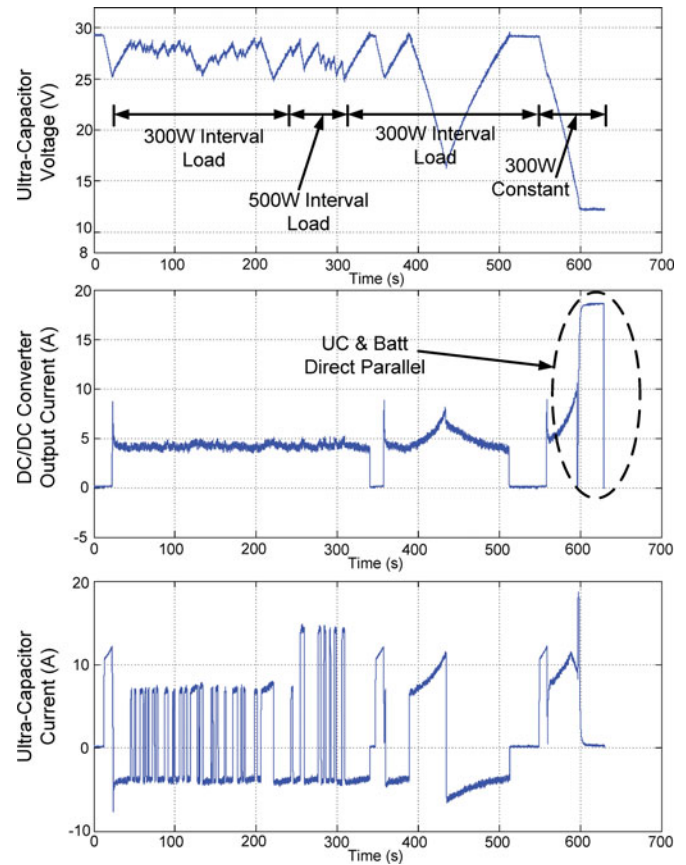 Ultra-Capacitor
Voltage (V)
30
25
20
15
10
8
300W Interval
Load
500W Interval
Load
300W Interval
Load
300W
Constant
0 100 200 300 400 500 600 700
Time (s)
DC/DC Converter
Output Current (A)
20
15
10
5
0
-5
UC & Batt
Direct Parallel
0 100 200 300 400 500 600 700
Time (s)
Ultra-Capacitor
Current (A)
20
10
0
-10
0 100 200 300 400 500 600 700
Time (s)